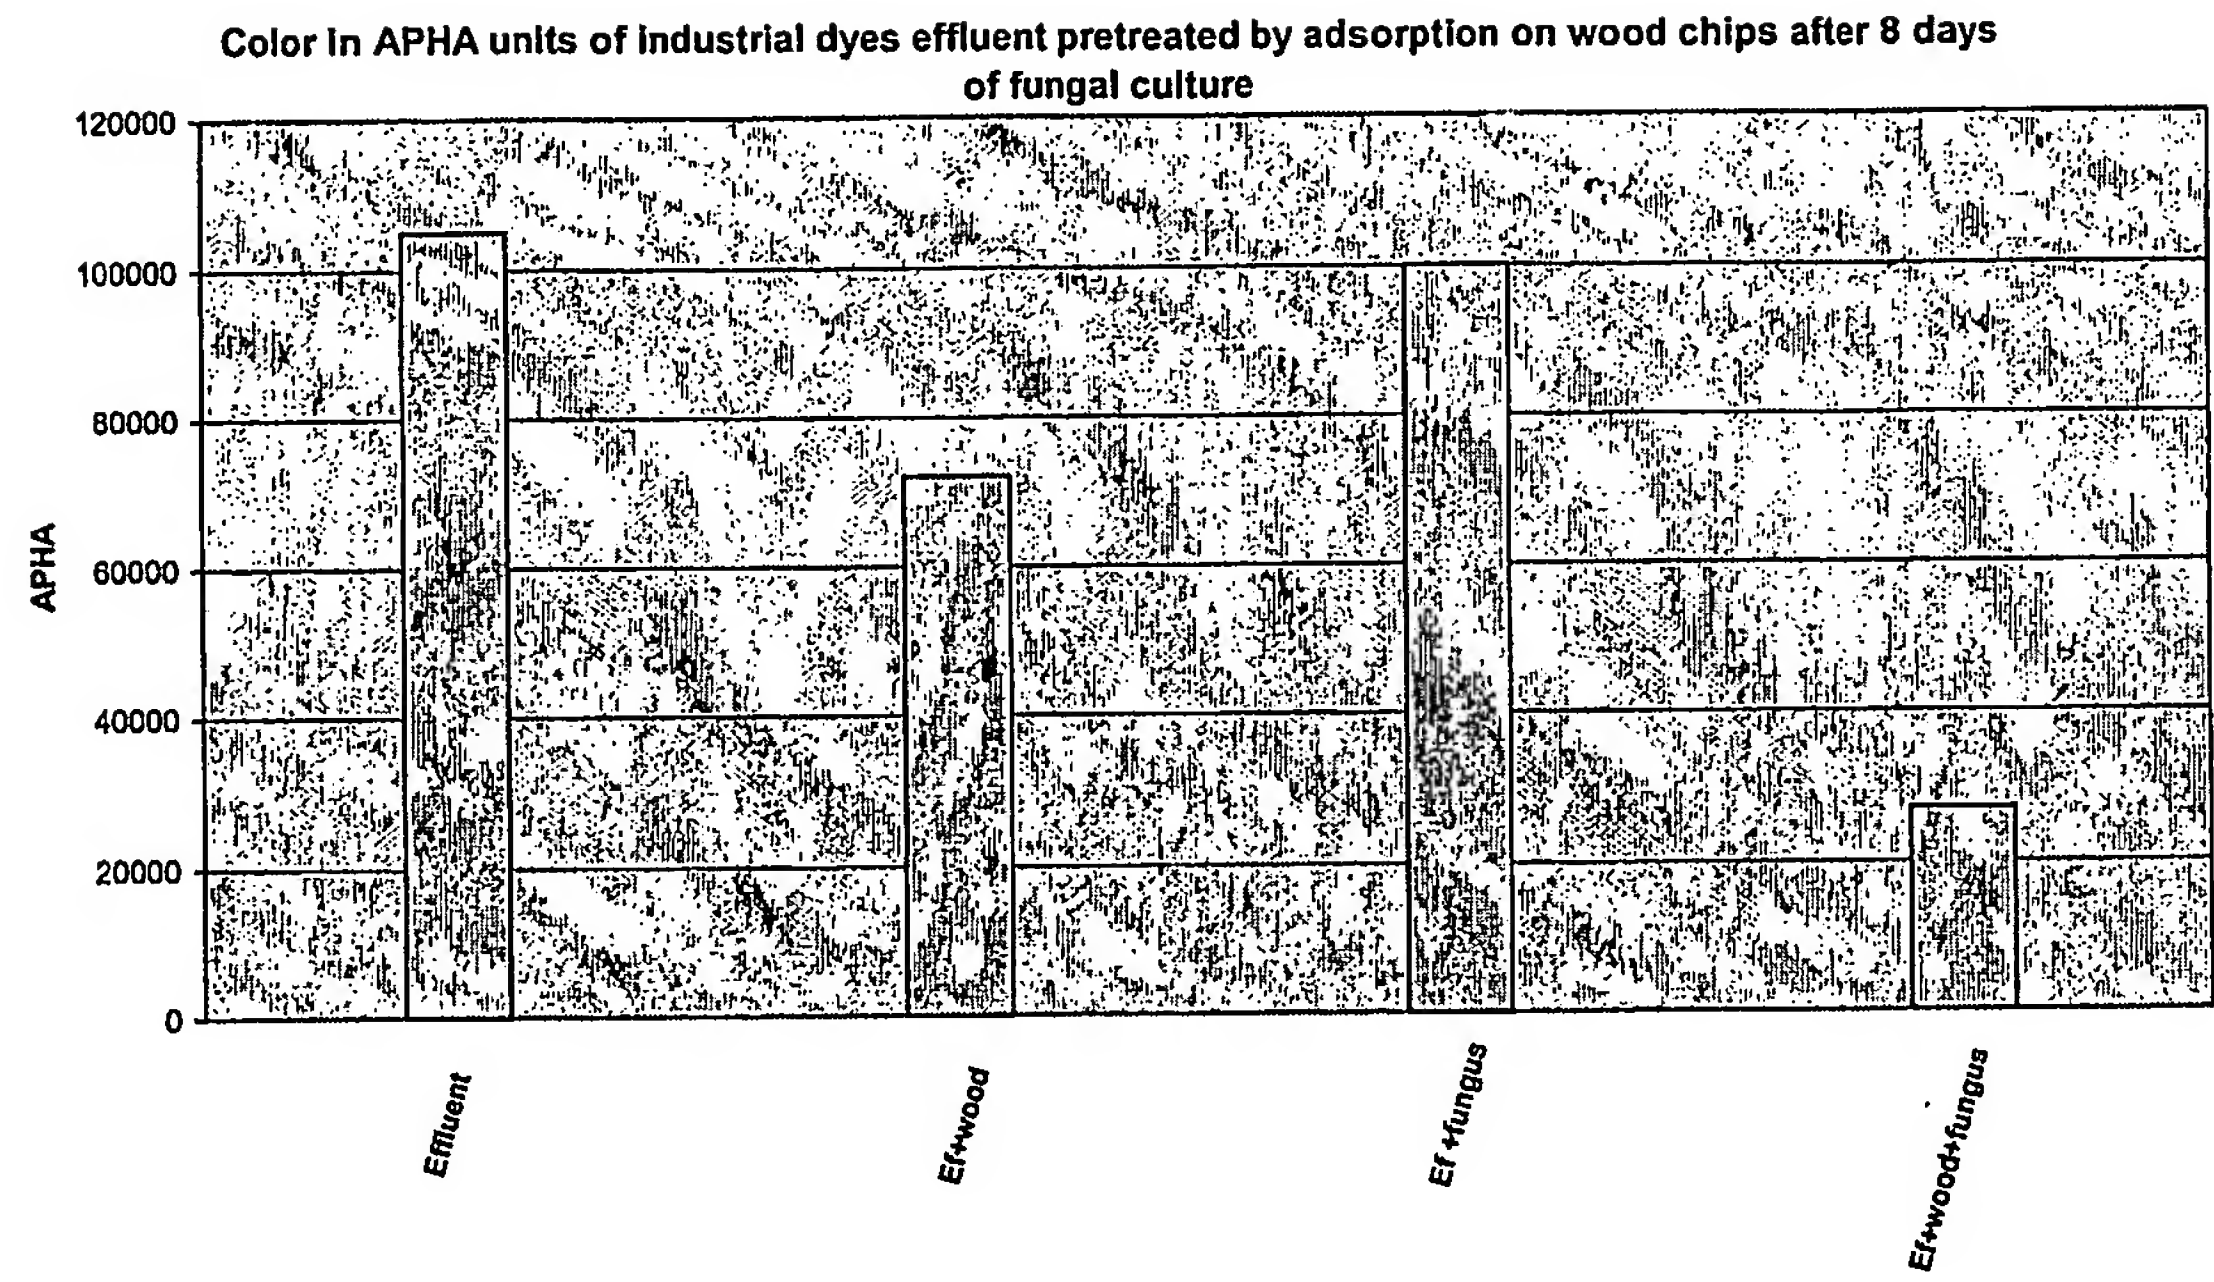 Color in APHA units of industrial dyes effluent pretreated by adsorption on wood chips after 8 days
of fungal culture
120000
100000
80000
60000
40000
20000
0
APHA
Effluent
Ef+wood
Ef +fungus
Ef+wood+fungus